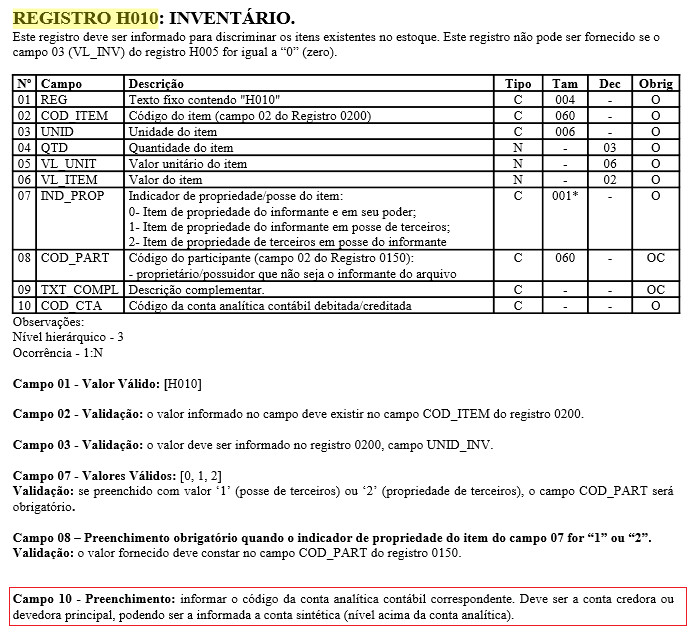 REGISTRO H010: INVENTÁRIO.
Este registro deve ser informado para discriminar os itens existentes no estoque. Este registro não pode ser fornecido se o
campo 03 (VL_INV) do registro H005 for igual a “0” (zero).
Nº Campo Descrição Tipo Tam Dec Obrig
01 REG Texto fixo contendo "H010" C 004 - O
02 COD_ITEM Código do item (campo 02 do Registro 0200) C 060 - O
03 UNID Unidade do item C 006 - O
04 QTD Quantidade do item N - 03 O
05 VL_UNIT Valor unitário do item N - 06 O
06 VL_ITEM Valor do item N - 02 O
07 IND_PROP Indicador de propriedade/posse do item: C 001* - O
0- Item de propriedade do informante e em seu poder;
1- Item de propriedade do informante em posse de terceiros;
2- Item de propriedade de terceiros em posse do informante
08 COD_PART Código do participante (campo 02 do Registro 0150): C 060 - OC
- proprietário/possuidor que não seja o informante do arquivo
09 TXT_COMPL Descrição complementar. C - - OC
10 COD_CTA Código da conta analítica contábil debitada/creditada C - - O
Observações:
Nível hierárquico - 3
Ocorrência - 1:N
Campo 01 - Valor Válido: [H010]
Campo 02 - Validação: o valor informado no campo deve existir no campo COD_ITEM do registro 0200.
Campo 03 - Validação: o valor deve ser informado no registro 0200, campo UNID_INV.
Campo 07 - Valores Válidos: [0, 1, 2]
Validação: se preenchido com valor ‘1’ (posse de terceiros) ou ‘2’ (propriedade de terceiros), o campo COD_PART será
obrigatório.
Campo 08 – Preenchimento obrigatório quando o indicador de propriedade do item do campo 07 for “1” ou “2”.
Validação: o valor fornecido deve constar no campo COD_PART do registro 0150.
Campo 10 - Preenchimento: informar o código da conta analítica contábil correspondente. Deve ser a conta credora ou
devedora principal, podendo ser a informada a conta sintética (nível acima da conta analítica).